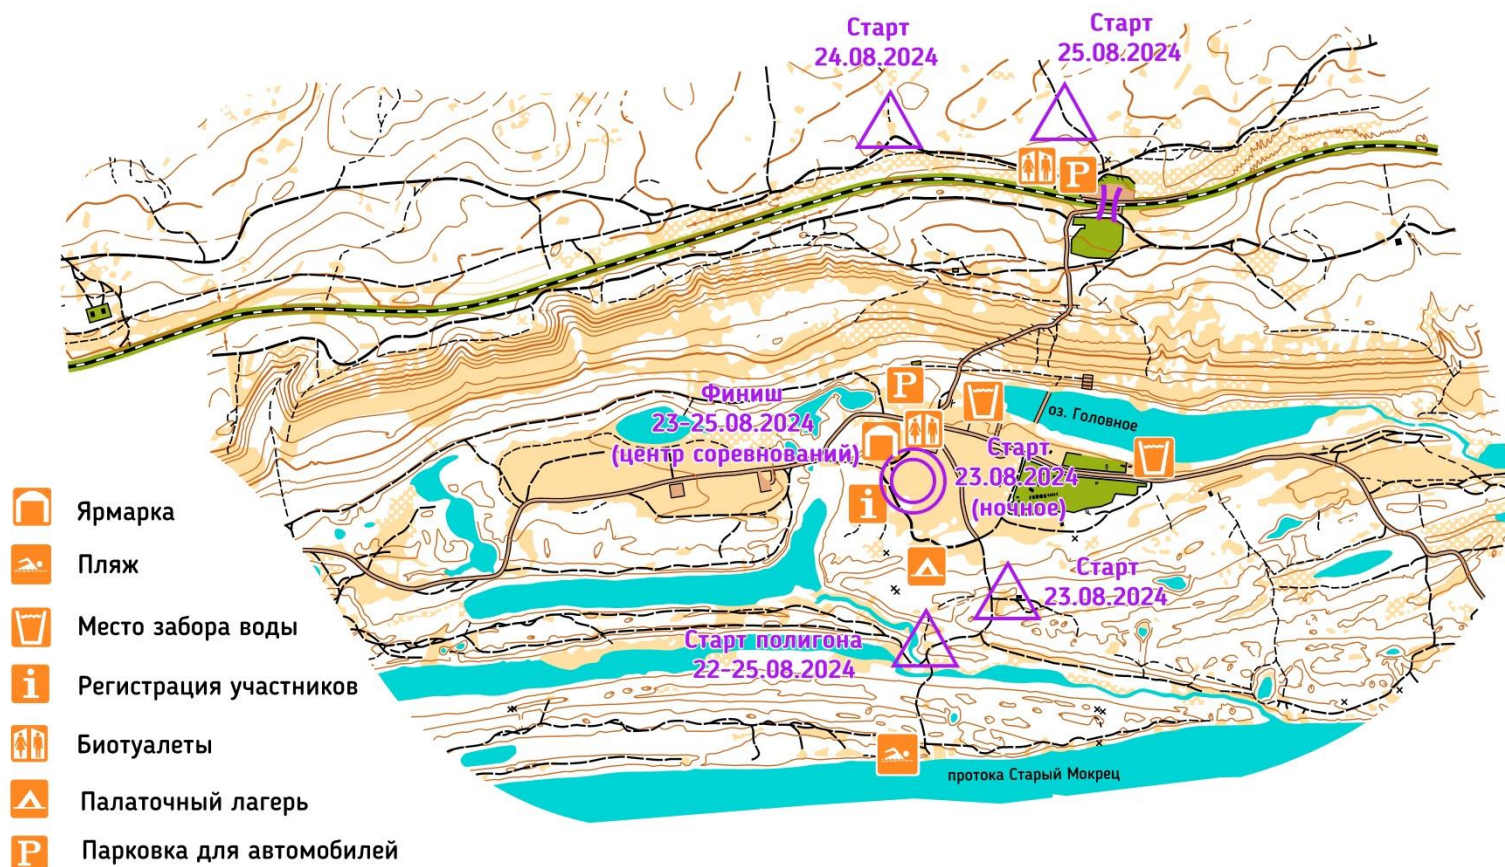 Старт
24.08.2024
Старт
25.08.2024
P
P
Финиш
23-25.08.2024
(центр соревнований)
оз. Головное
Старт
23.08.2024
(ночное)
i
Старт
23.08.2024
Старт полигона
22-25.08.2024
протока Старый Мокрец
Ярмарка
Пляж
Место забора воды
i
Регистрация участников
Биотуалеты
Палаточный лагерь
P
Парковка для автомобилей